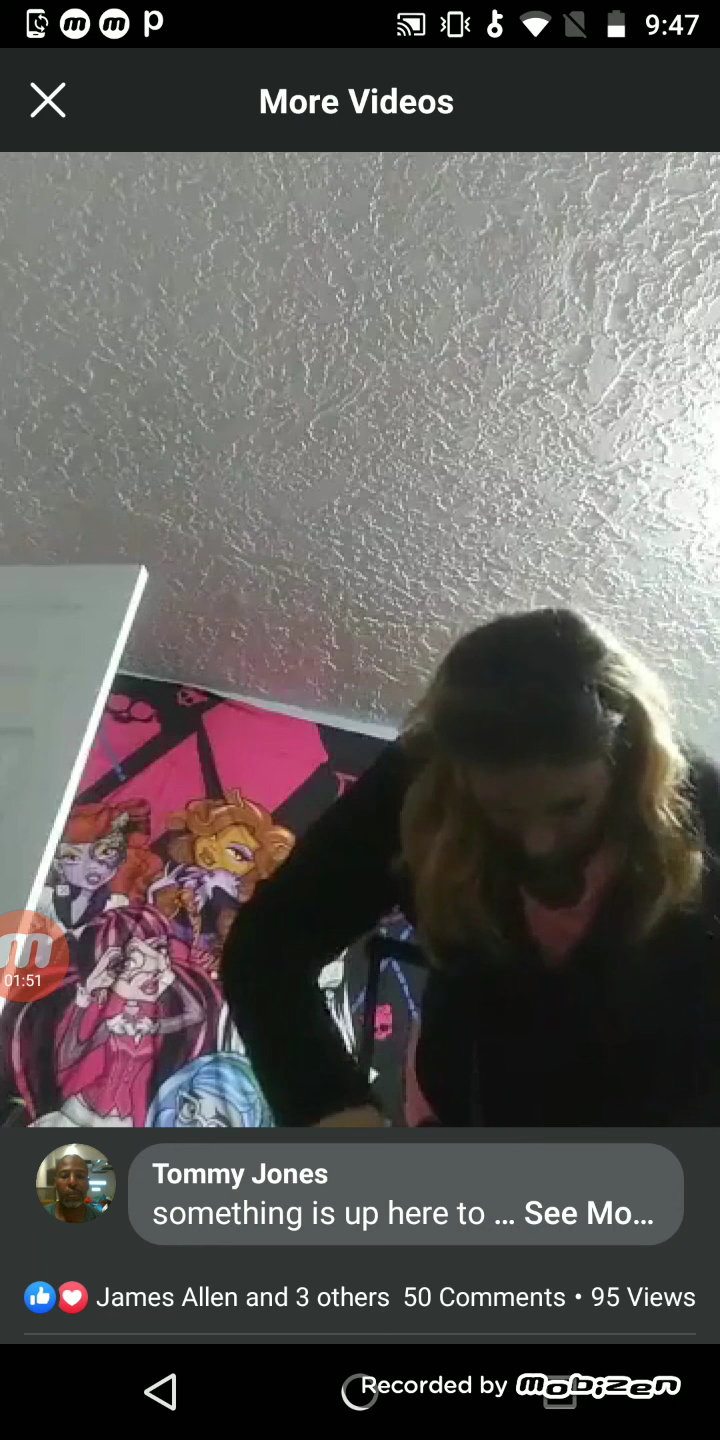 9:47
More Videos
01:51
Tommy Jones
something is up here to ... See Mo...
James Allen and 3 others 50 Comments • 95 Views
Recorded by mobizen